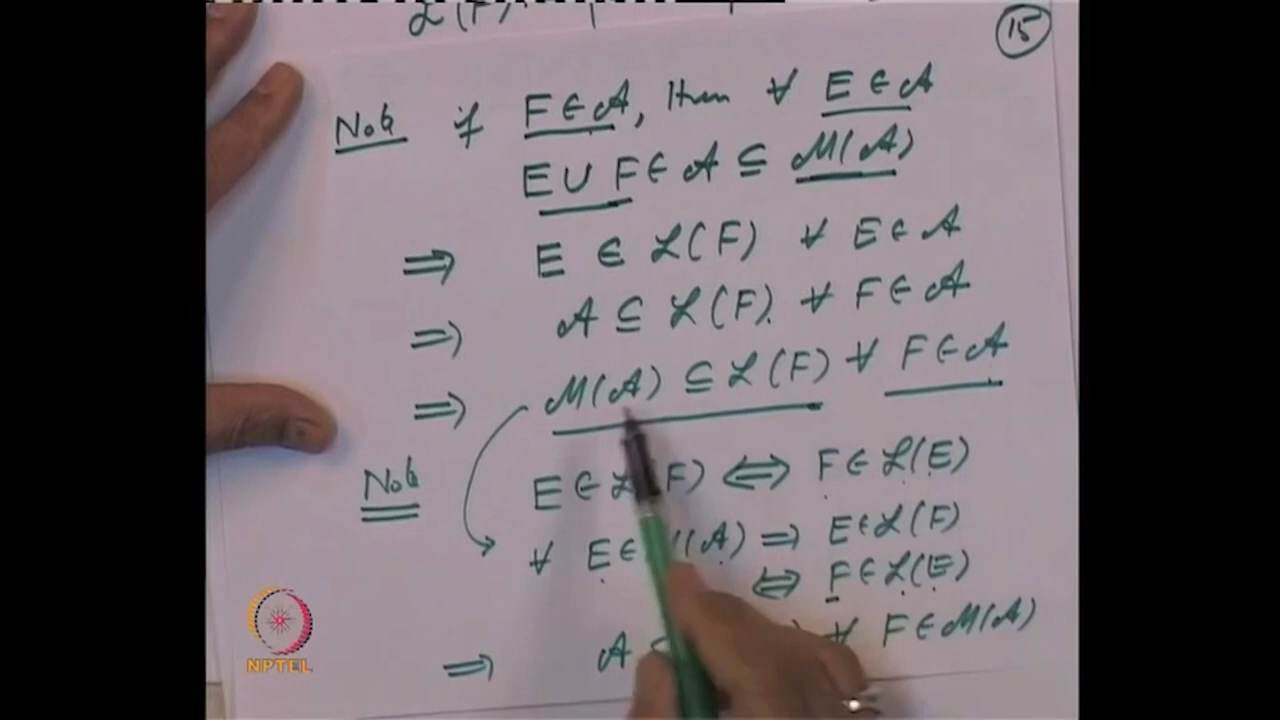 L(F)
15
Note if F ∈ A, then ∀ E ∈ A
E ∪ F ∈ A ⊆ M(A)
⇒ E ∈ L(F) ∀ E ∈ A
⇒ A ⊆ L(F). ∀ F ∈ A
⇒ M(A) ⊆ L(F) ∀ F ∈ A
Note E ∈ L(F) ⇔ F ∈ L(E)
∀ E ∈ (A) ⇒ E ∈ L(F)
⇔ F ∈ L(E)
⇒ A ∀ F ∈ M(A)
NPTEL